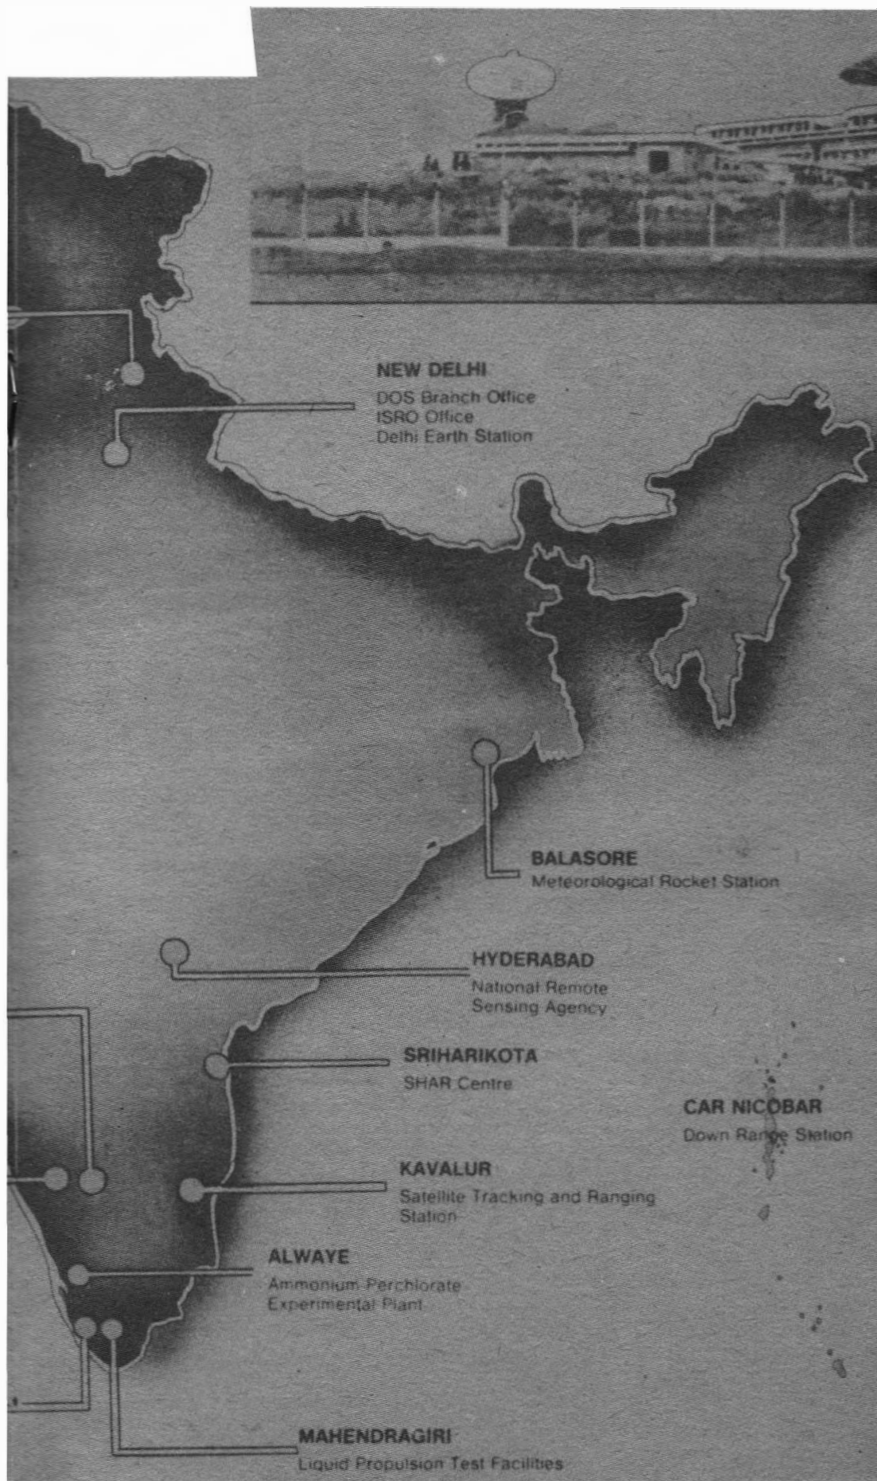 NEW DELHI
DOS Branch Office
ISRO Office
Delhi Earth Station
BALASORE
Meteorological Rocket Station
HYDERABAD
National Remote
Sensing Agency
SRIHARIKOTA
SHAR Centre
CAR NICOBAR
Down Range Station
KAVALUR
Satellite Tracking and Ranging
Station
ALWAYE
Ammonium Perchlorate
Experimental Plant
MAHENDRAGIRI
Liquid Propulsion Test Facilities